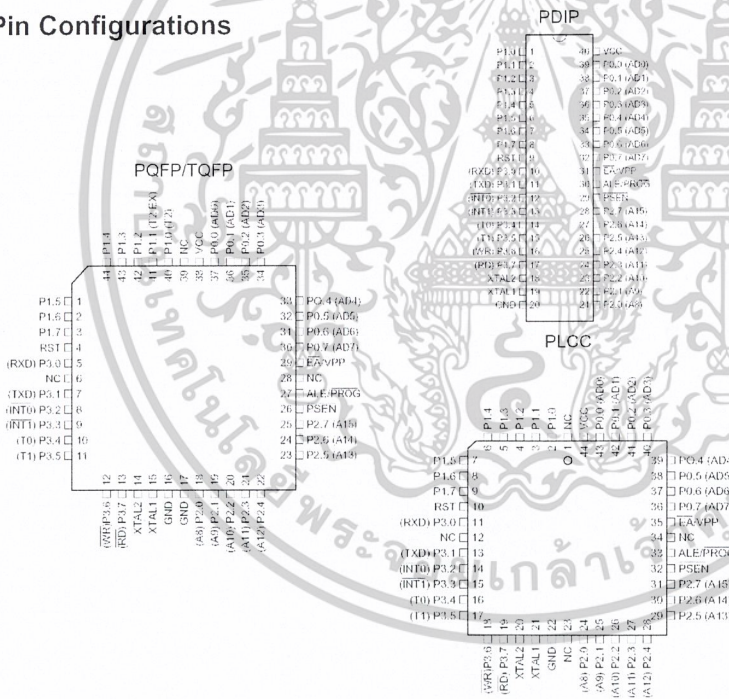 Pin Configurations
PDIP
P1.0 1 40 VCC
P1.1 2 39 P0.0 (AD0)
P1.2 3 38 P0.1 (AD1)
P1.3 4 37 P0.2 (AD2)
P1.4 5 36 P0.3 (AD3)
P1.5 6 35 P0.4 (AD4)
P1.6 7 34 P0.5 (AD5)
P1.7 8 33 P0.6 (AD6)
RST 9 32 P0.7 (AD7)
(RXD) P3.0 10 31 EA/VPP
(TXD) P3.1 11 30 ALE/PROG
(INT0) P3.2 12 29 PSEN
(INT1) P3.3 13 28 P2.7 (A15)
(T0) P3.4 14 27 P2.6 (A14)
(T1) P3.5 15 26 P2.5 (A13)
(WR) P3.6 16 25 P2.4 (A12)
(RD) P3.7 17 24 P2.3 (A11)
XTAL2 18 23 P2.2 (A10)
XTAL1 19 22 P2.1 (A9)
GND 20 21 P2.0 (A8)
PQFP/TQFP
44 P1.4
43 P1.3
42 P1.2
41 P1.1 (T2 EX)
40 P1.0 (T2)
39 NC
38 VCC
37 P0.0 (AD0)
36 P0.1 (AD1)
35 P0.2 (AD2)
34 P0.3 (AD3)
P1.5 1 33 P0.4 (AD4)
P1.6 2 32 P0.5 (AD5)
P1.7 3 31 P0.6 (AD6)
RST 4 30 P0.7 (AD7)
(RXD) P3.0 5 29 EA/VPP
NC 6 28 NC
(TXD) P3.1 7 27 ALE/PROG
(INT0) P3.2 8 26 PSEN
(INT1) P3.3 9 25 P2.7 (A15)
(T0) P3.4 10 24 P2.6 (A14)
(T1) P3.5 11 23 P2.5 (A13)
(WR) P3.6 12
(RD) P3.7 13
XTAL2 14
XTAL1 15
GND 16
GND 17
(A8) P2.0 18
(A9) P2.1 19
(A10) P2.2 20
(A11) P2.3 21
(A12) P2.4 22
PLCC
6 P1.4
5 P1.3
4 P1.2
3 P1.1
2 P1.0
1 NC
44 VCC
43 P0.0 (AD0)
42 P0.1 (AD1)
41 P0.2 (AD2)
40 P0.3 (AD3)
P1.5 7 39 P0.4 (AD4
P1.6 8 38 P0.5 (AD5
P1.7 9 37 P0.6 (AD6
RST 10 36 P0.7 (AD7
(RXD) P3.0 11 35 EA/VPP
NC 12 34 NC
(TXD) P3.1 13 33 ALE/PROG
(INT0) P3.2 14 32 PSEN
(INT1) P3.3 15 31 P2.7 (A15
(T0) P3.4 16 30 P2.6 (A14
(T1) P3.5 17 29 P2.5 (A13
(WR) P3.6 18
(RD) P3.7 19
XTAL2 20
XTAL1 21
GND 22
NC 23
(A8) P2.0 24
(A9) P2.1 25
(A10) P2.2 26
(A11) P2.3 27
(A12) P2.4 28